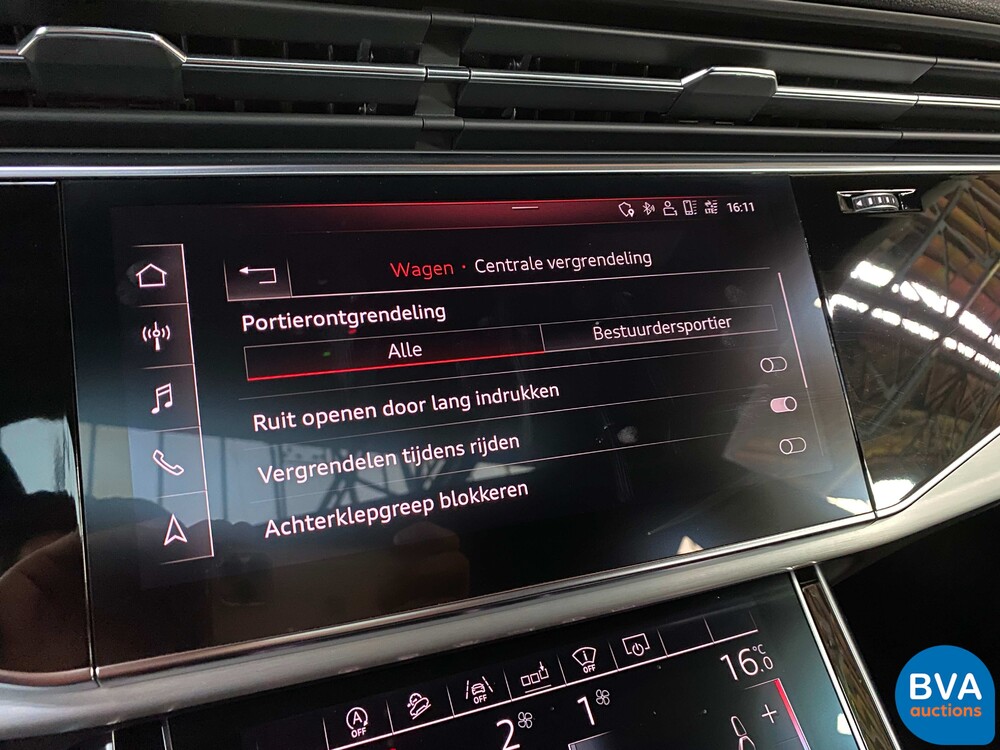 16:11
Wagen · Centrale vergrendeling
Portierontgrendeling
Alle
Bestuurdersportier
Ruit openen door lang indrukken
Vergrendelen tijdens rijden
Achterklepgreep blokkeren
A
OFF
OFF
OFF
16°C
2
1
+
BVA
auctions